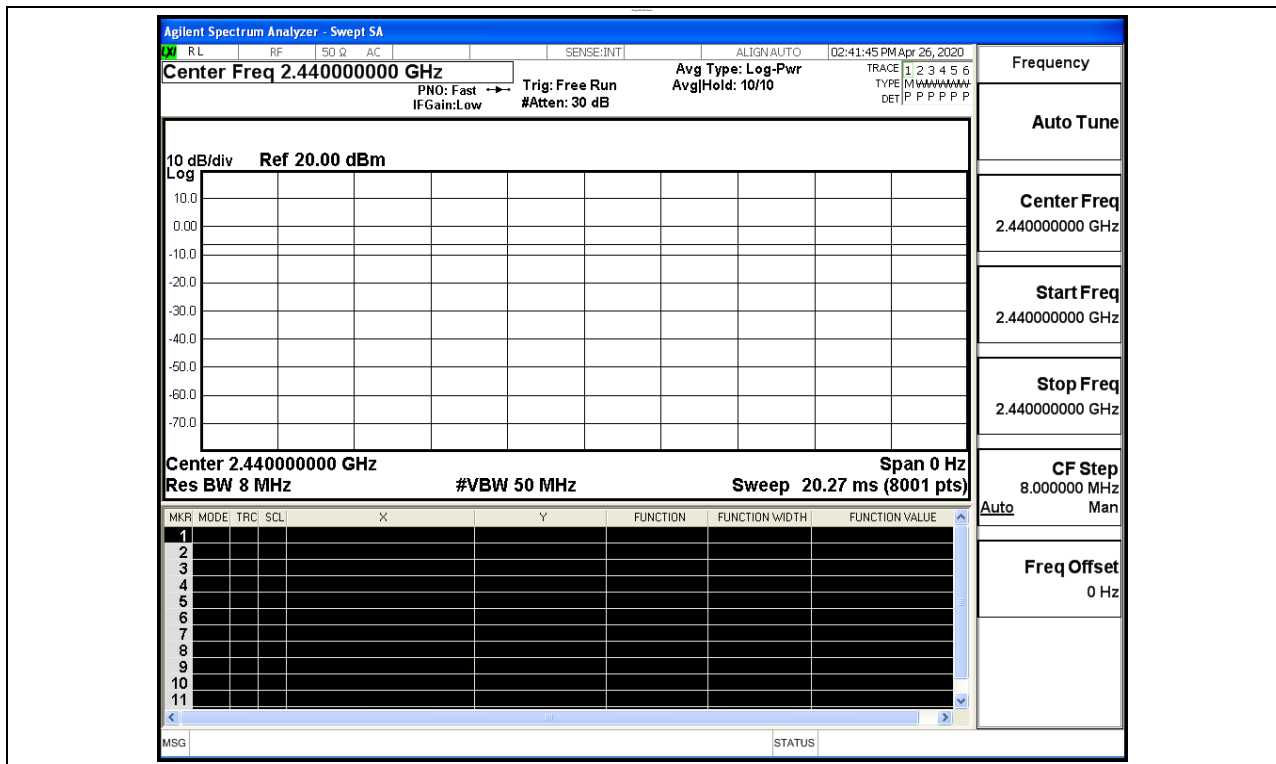 Agilent Spectrum Analyzer - Swept SA
LXI RL RF 50 Ω AC SENSE:INT ALIGN AUTO 02:41:45 PM Apr 26, 2020
Center Freq 2.440000000 GHz
PNO: Fast
IFGain:Low
Trig: Free Run
#Atten: 30 dB
Avg Type: Log-Pwr
Avg|Hold: 10/10
TRACE 1 2 3 4 5 6
TYPE M WWWWW
DET P P P P P P
10 dB/div Ref 20.00 dBm
Log
10.0
0.00
-10.0
-20.0
-30.0
-40.0
-50.0
-60.0
-70.0
Center 2.440000000 GHz Span 0 Hz
Res BW 8 MHz #VBW 50 MHz Sweep 20.27 ms (8001 pts)
MKR MODE TRC SCL X Y FUNCTION FUNCTION WIDTH FUNCTION VALUE
1
2
3
4
5
6
7
8
9
10
11
MSG STATUS
Frequency
Auto Tune
Center Freq
2.440000000 GHz
Start Freq
2.440000000 GHz
Stop Freq
2.440000000 GHz
CF Step
8.000000 MHz
Auto Man
Freq Offset
0 Hz